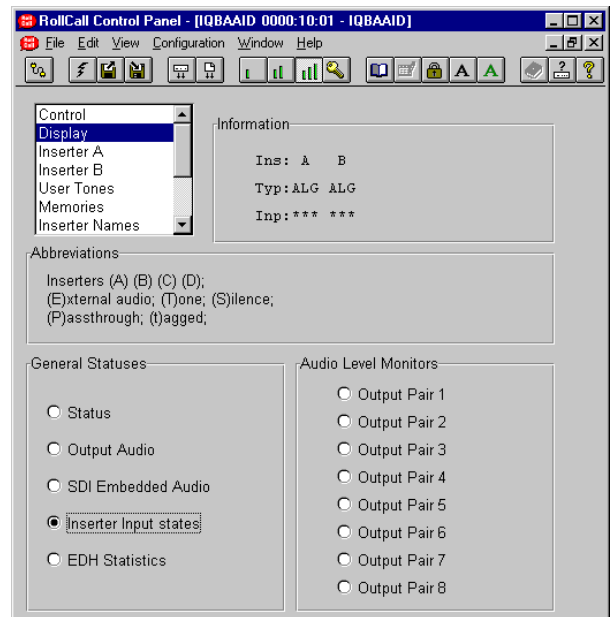 RollCall Control Panel - [IQBAAID 0000:10:01 - IQBAAID]
File Edit View Configuration Window Help
A A
Control
Display
Inserter A
Inserter B
User Tones
Memories
Inserter Names
Information
Ins: A B
Typ:ALG ALG
Inp:*** ***
Abbreviations
Inserters (A) (B) (C) (D);
(E)xternal audio; (T)one; (S)ilence;
(P)assthrough; (t)agged;
General Statuses
Status
Output Audio
SDI Embedded Audio
Inserter Input states
EDH Statistics
Audio Level Monitors
Output Pair 1
Output Pair 2
Output Pair 3
Output Pair 4
Output Pair 5
Output Pair 6
Output Pair 7
Output Pair 8